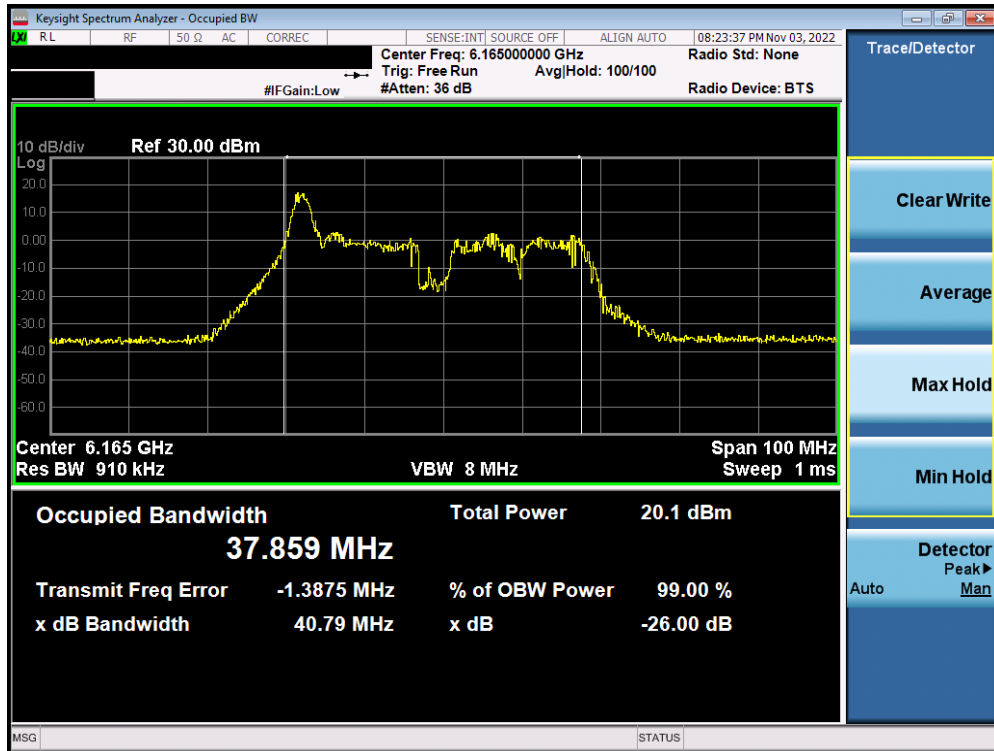 Keysight Spectrum Analyzer - Occupied BW
LXI RL RF 50 Ω AC CORREC SENSE:INT SOURCE OFF ALIGN AUTO 08:23:37 PM Nov 03, 2022
Center Freq: 6.165000000 GHz Radio Std: None
Trig: Free Run Avg|Hold: 100/100
#IFGain:Low #Atten: 36 dB Radio Device: BTS
10 dB/div Ref 30.00 dBm
Log
20.0
10.0
0.00
-10.0
-20.0
-30.0
-40.0
-50.0
-60.0
Center 6.165 GHz Span 100 MHz
Res BW 910 kHz VBW 8 MHz Sweep 1 ms
Occupied Bandwidth Total Power 20.1 dBm
37.859 MHz
Transmit Freq Error -1.3875 MHz % of OBW Power 99.00 %
x dB Bandwidth 40.79 MHz x dB -26.00 dB
MSG STATUS
Trace/Detector
Clear Write
Average
Max Hold
Min Hold
Detector
Peak▶
Auto Man